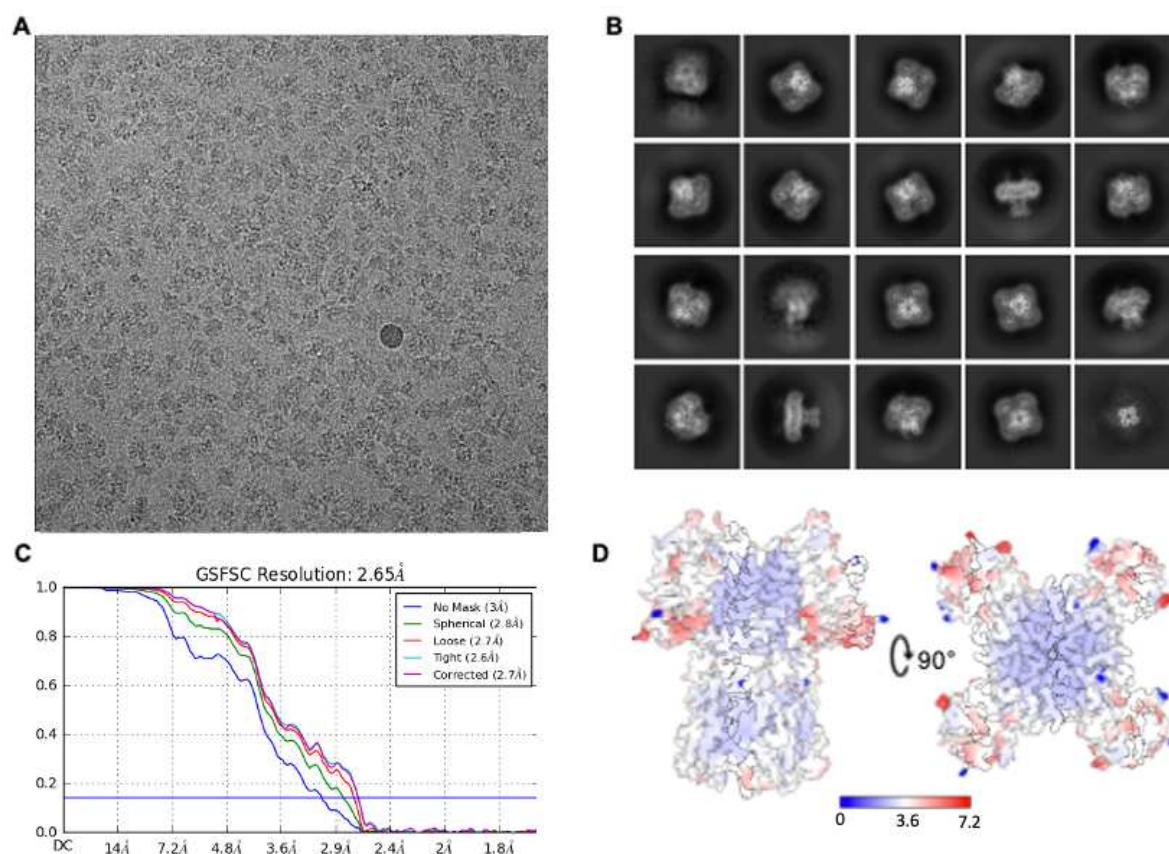 A
B
C
GSFSC Resolution: 2.65Å
1.0
0.8
0.6
0.4
0.2
0.0
No Mask (3Å)
Spherical (2.8Å)
Loose (2.7Å)
Tight (2.6Å)
Corrected (2.7Å)
DC 14Å 7.2Å 4.8Å 3.6Å 2.9Å 2.4Å 2Å 1.8Å
D
90°
0 3.6 7.2